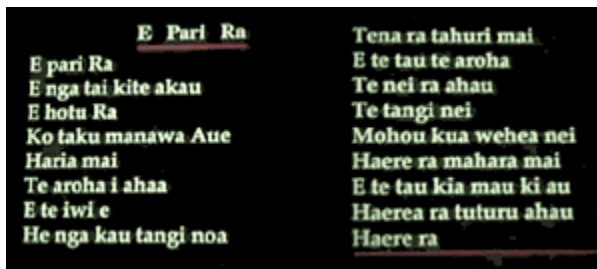 E Pari Ra
E pari Ra
E nga tai kite akau
E hotu Ra
Ko taku manawa Aue
Haria mai
Te aroha i ahaa
E te iwi e
He nga kau tangi noa
Tena ra tahuri mai
E te tau te aroha
Te nei ra ahau
Te tangi nei
Mohou kua wehea nei
Haere ra mahara mai
E te tau kia mau ki au
Haerea ra tuturu ahau
Haere ra